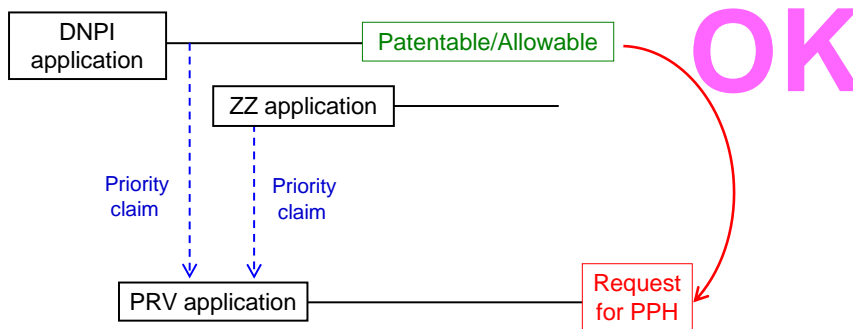 DNPI
application
Patentable/Allowable
OK
ZZ application
Priority
claim
Priority
claim
PRV application
Request
for PPH